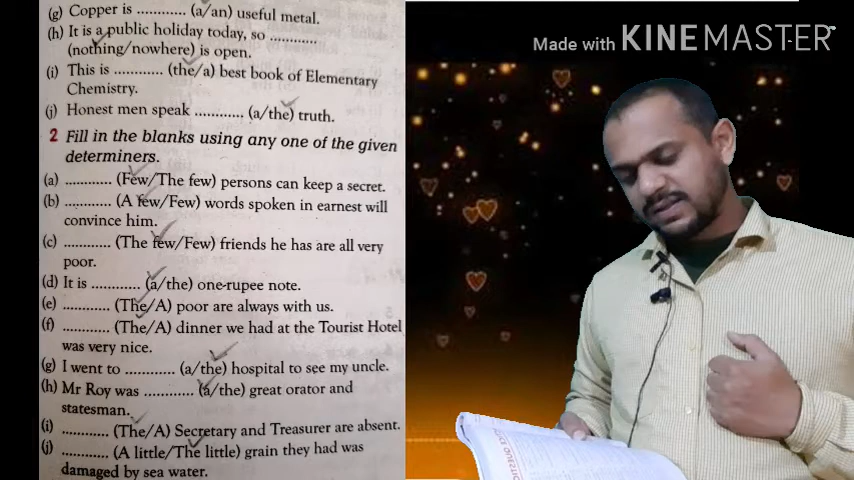 (g) Copper is ............ (a/an) useful metal.
(h) It is a public holiday today, so ............
(nothing/nowhere) is open.
(i) This is ............ (the/a) best book of Elementary
Chemistry.
(j) Honest men speak ............ (a/the) truth.
2 Fill in the blanks using any one of the given
determiners.
(a) ............ (Few/The few) persons can keep a secret.
(b) ............ (A few/Few) words spoken in earnest will
convince him.
(c) ............ (The few/Few) friends he has are all very
poor.
(d) It is ............ (a/the) one-rupee note.
(e) ............ (The/A) poor are always with us.
(f) ............ (The/A) dinner we had at the Tourist Hotel
was very nice.
(g) I went to ............ (a/the) hospital to see my uncle.
(h) Mr Roy was ............ (a/the) great orator and
statesman.
(i) ............ (The/A) Secretary and Treasurer are absent.
(j) ............ (A little/The little) grain they had was
damaged by sea water.
Made with KINEMASTER